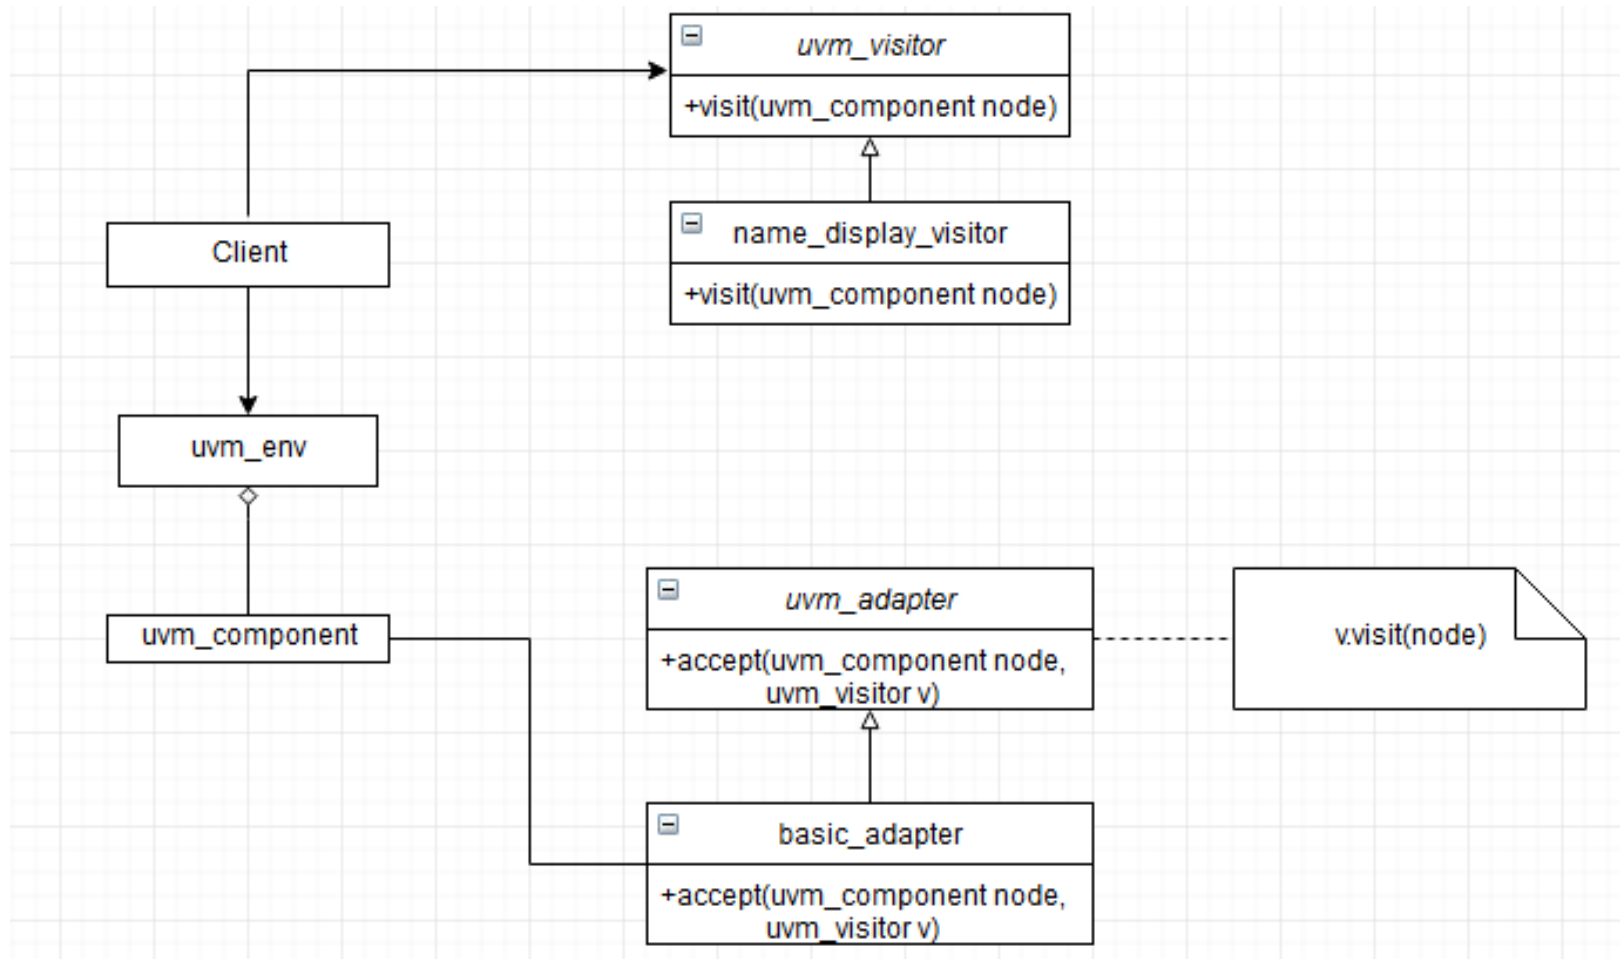 uvm_visitor
+visit(uvm_component node)
name_display_visitor
+visit(uvm_component node)
Client
uvm_env
uvm_component
uvm_adapter
+accept(uvm_component node,
uvm_visitor v)
v.visit(node)
basic_adapter
+accept(uvm_component node,
uvm_visitor v)